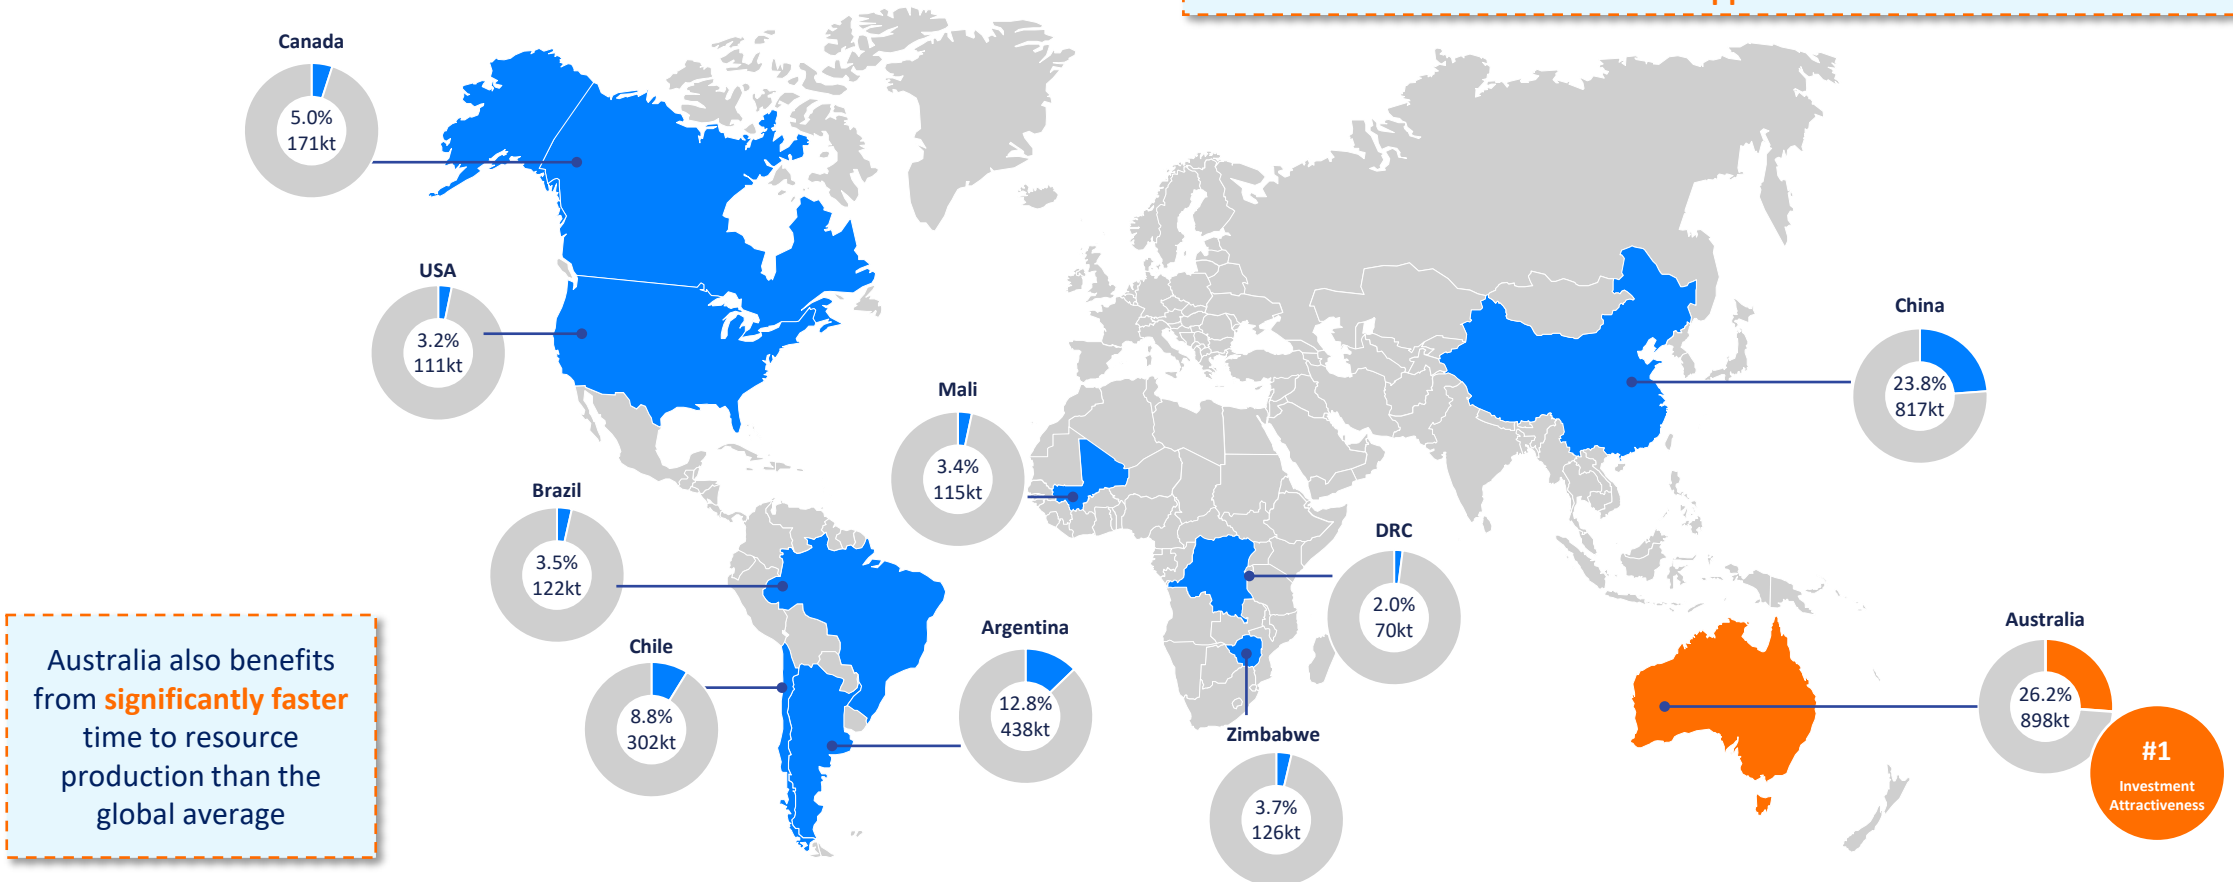 Canada
5.0%
171kt
USA
3.2%
111kt
China
23.8%
817kt
Mali
3.4%
115kt
Brazil
3.5%
122kt
DRC
2.0%
70kt
Chile
8.8%
302kt
Argentina
12.8%
438kt
Australia
26.2%
898kt
#1
Investment
Attractiveness
Zimbabwe
3.7%
126kt
Australia also benefits
from significantly faster
time to resource
production than the
global average